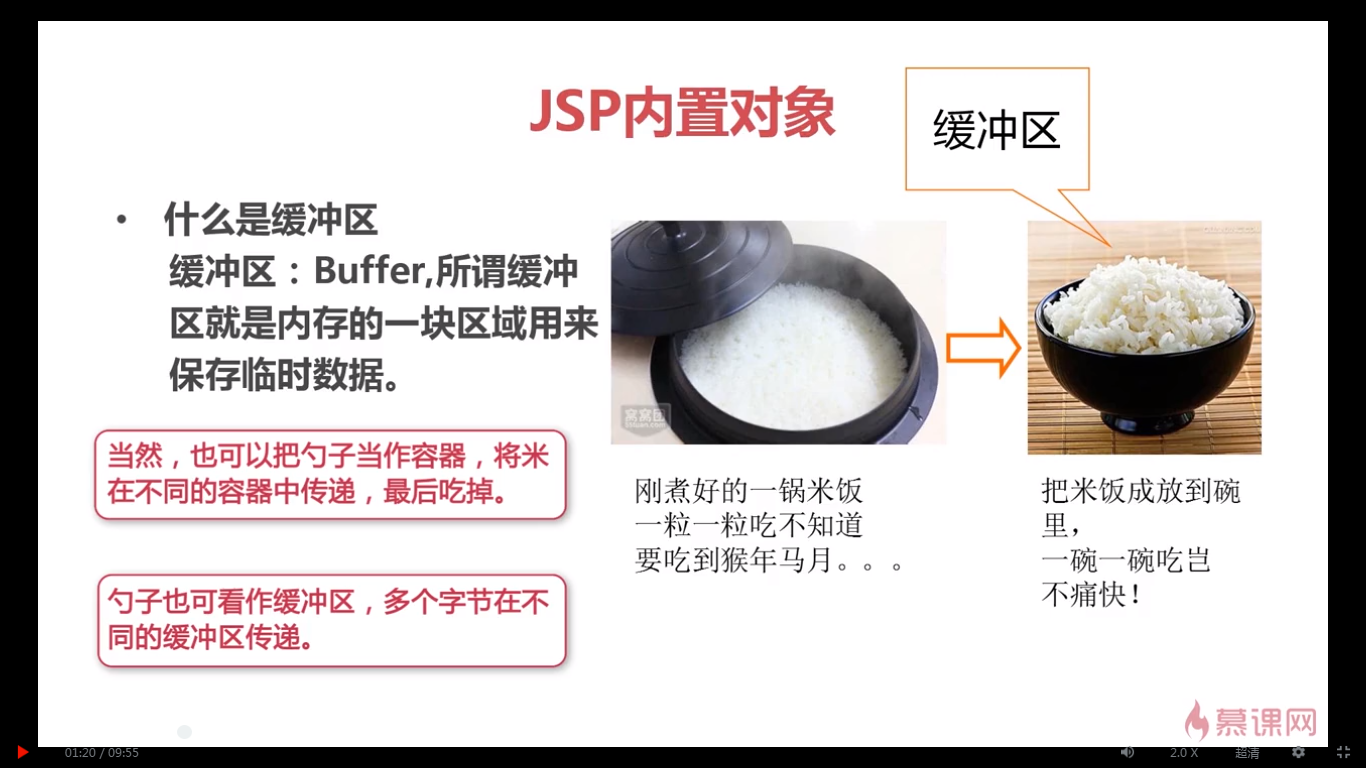 JSP内置对象
缓冲区
• 什么是缓冲区
缓冲区：Buffer,所谓缓冲
区就是内存的一块区域用来
保存临时数据。
当然，也可以把勺子当作容器，将米
在不同的容器中传递，最后吃掉。
勺子也可看作缓冲区，多个字节在不
同的缓冲区传递。
窝窝团
刚煮好的一锅米饭
一粒一粒吃不知道
要吃到猴年马月。。。
把米饭成放到碗
里，
一碗一碗吃岂
不痛快！
慕课网
01:20 / 09:55
2.0 X
超清